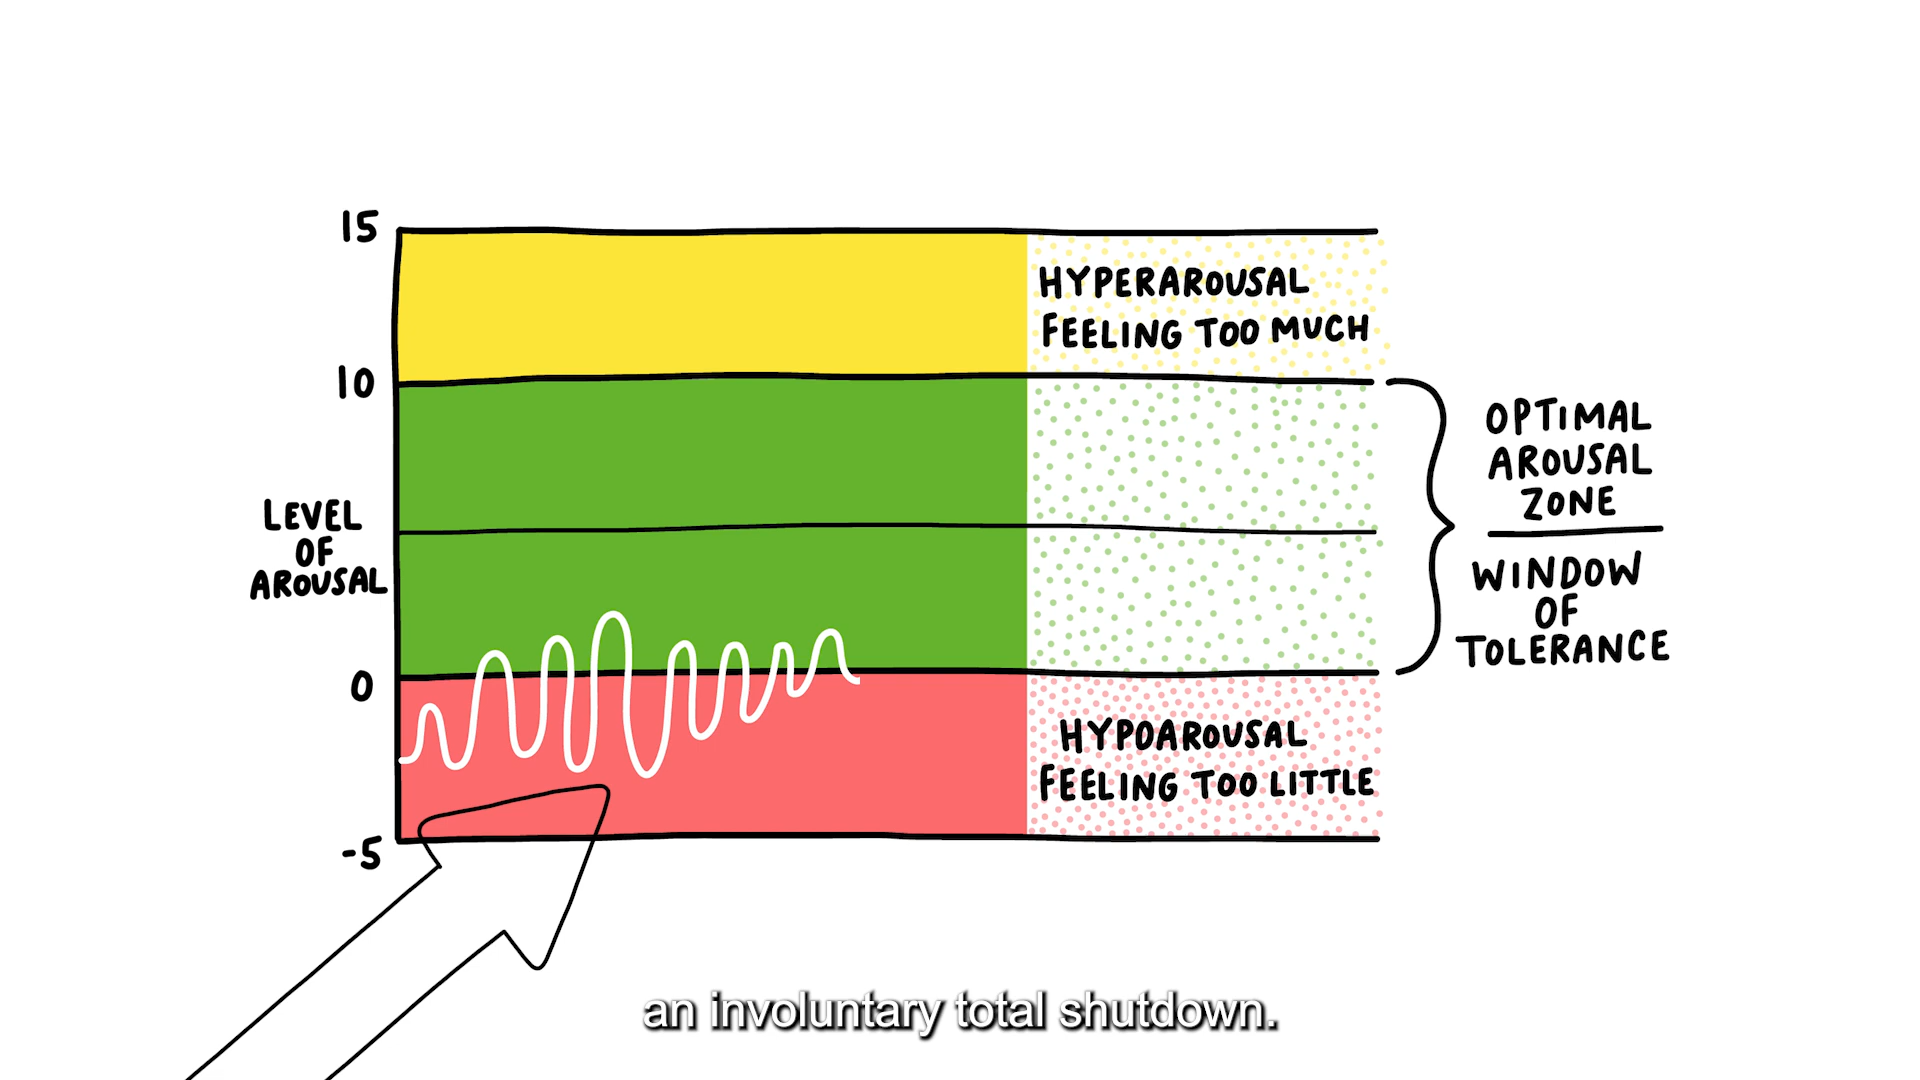 15
HYPERAROUSAL
FEELING TOO MUCH
10
OPTIMAL
AROUSAL
ZONE
LEVEL
OF
AROUSAL
WINDOW
OF
TOLERANCE
0
HYPOAROUSAL
FEELING TOO LITTLE
-5
an involuntary total shutdown.